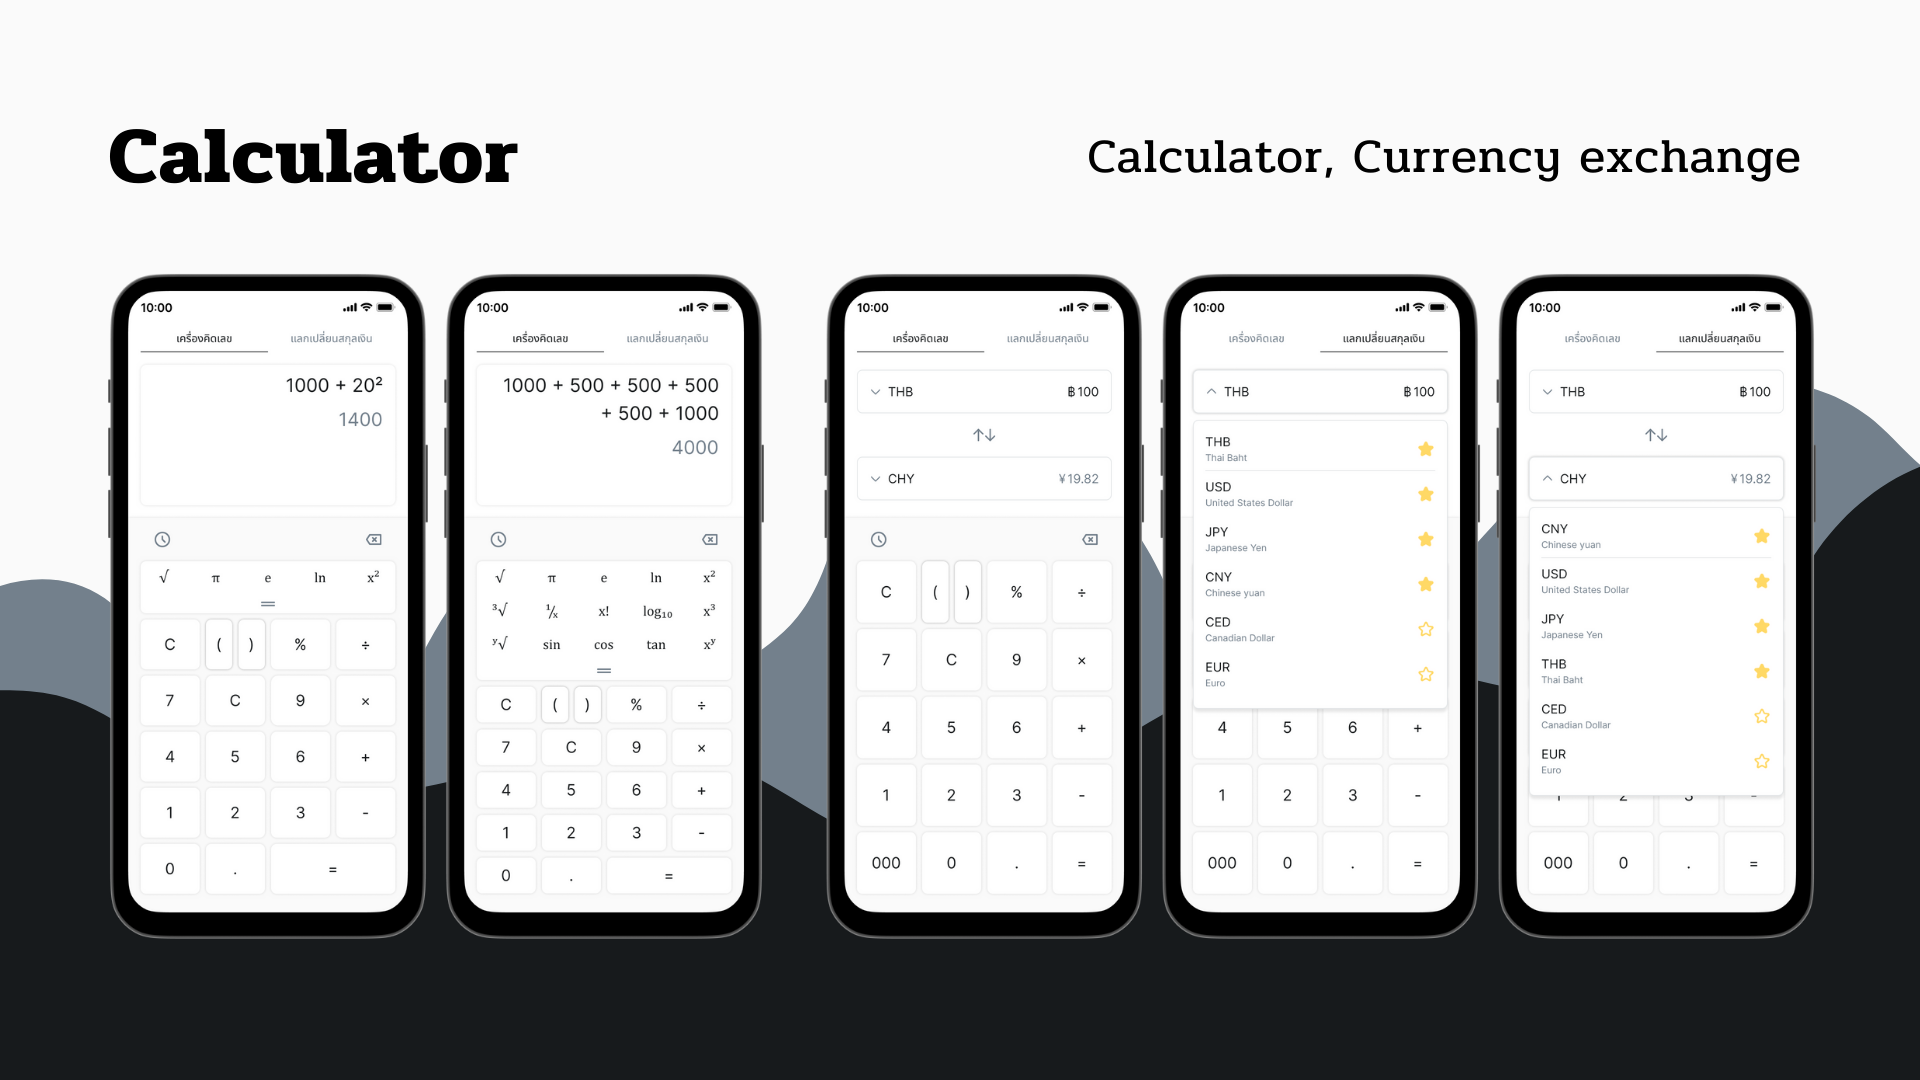 Calculator
Calculator, Currency exchange
10:00
เครื่องคิดเลข แลกเปลี่ยนสกุลเงิน
1000 + 20²
1400
√ π e ln x²
C ( ) % ÷
7 C 9 ×
4 5 6 +
1 2 3 -
0 . =
10:00
เครื่องคิดเลข แลกเปลี่ยนสกุลเงิน
1000 + 500 + 500 + 500
+ 500 + 1000
4000
√ π e ln x²
³√ ¹/ₓ x! log₁₀ x³
ʸ√ sin cos tan xʸ
C ( ) % ÷
7 C 9 ×
4 5 6 +
1 2 3 -
0 . =
10:00
เครื่องคิดเลข แลกเปลี่ยนสกุลเงิน
THB ฿100
↑↓
CHY ¥19.82
C ( ) % ÷
7 C 9 ×
4 5 6 +
1 2 3 -
000 0 . =
10:00
เครื่องคิดเลข แลกเปลี่ยนสกุลเงิน
THB ฿100
THB
Thai Baht
USD
United States Dollar
JPY
Japanese Yen
CNY
Chinese yuan
CED
Canadian Dollar
EUR
Euro
4 5 6 +
1 2 3 -
000 0 . =
10:00
เครื่องคิดเลข แลกเปลี่ยนสกุลเงิน
THB ฿100
↑↓
CHY ¥19.82
CNY
Chinese yuan
USD
United States Dollar
JPY
Japanese Yen
THB
Thai Baht
CED
Canadian Dollar
EUR
Euro
1 2 3 -
000 0 . =